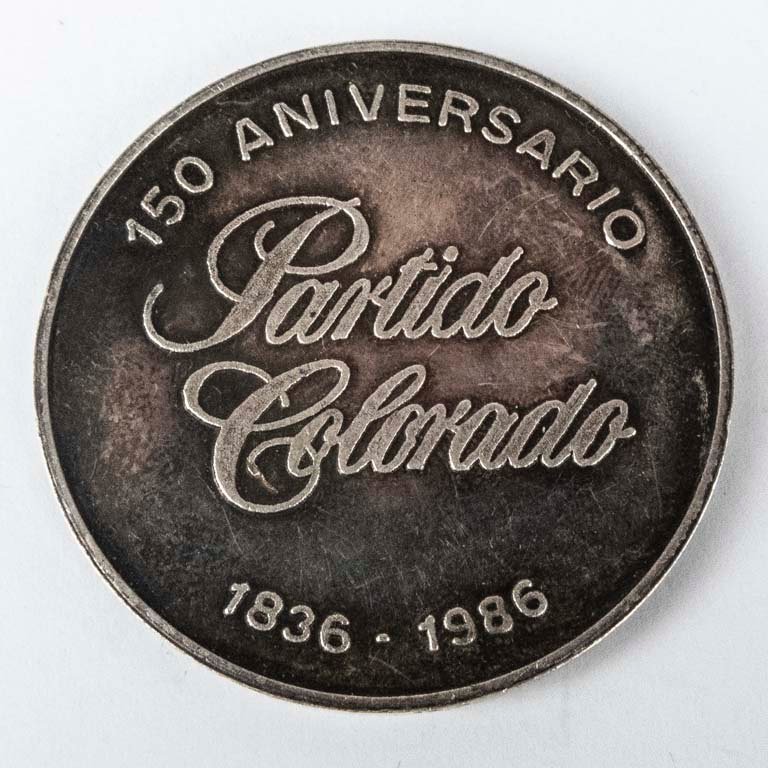 150 ANIVERSARIO
Partido
Colorado
1836 - 1986